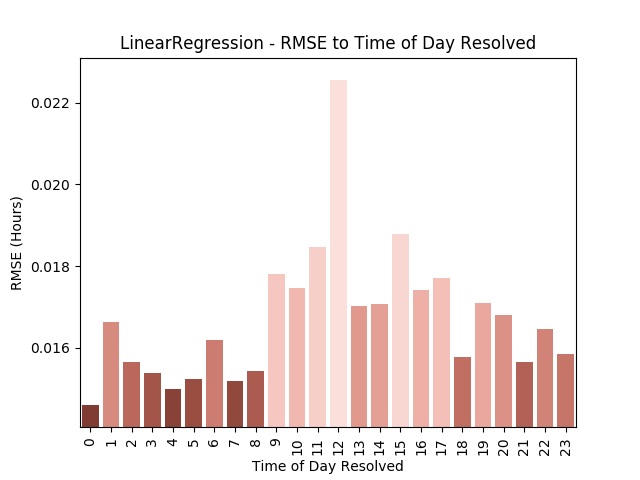 LinearRegression - RMSE to Time of Day Resolved
RMSE (Hours)
0.022
0.020
0.018
0.016
0 1 2 3 4 5 6 7 8 9 10 11 12 13 14 15 16 17 18 19 20 21 22 23
Time of Day Resolved